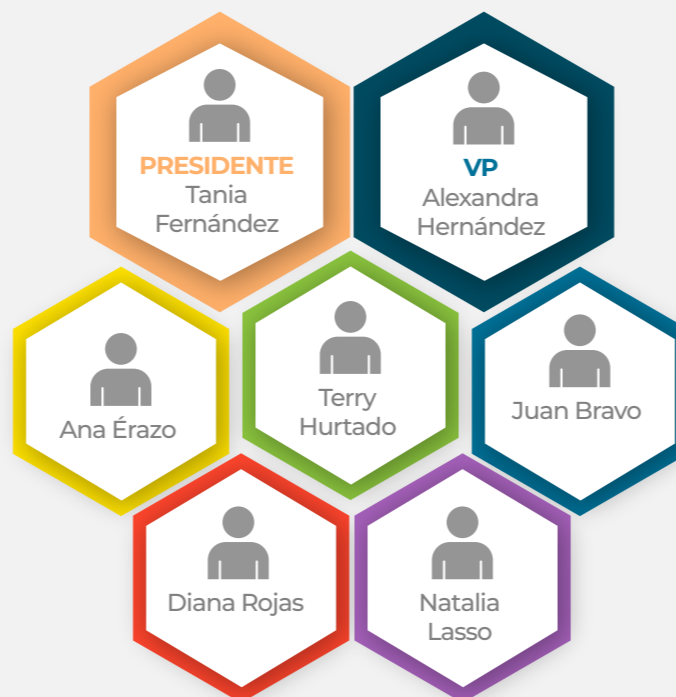 PRESIDENTE
Tania
Fernández
VP
Alexandra
Hernández
Ana Érazo
Terry
Hurtado
Juan Bravo
Diana Rojas
Natalia
Lasso